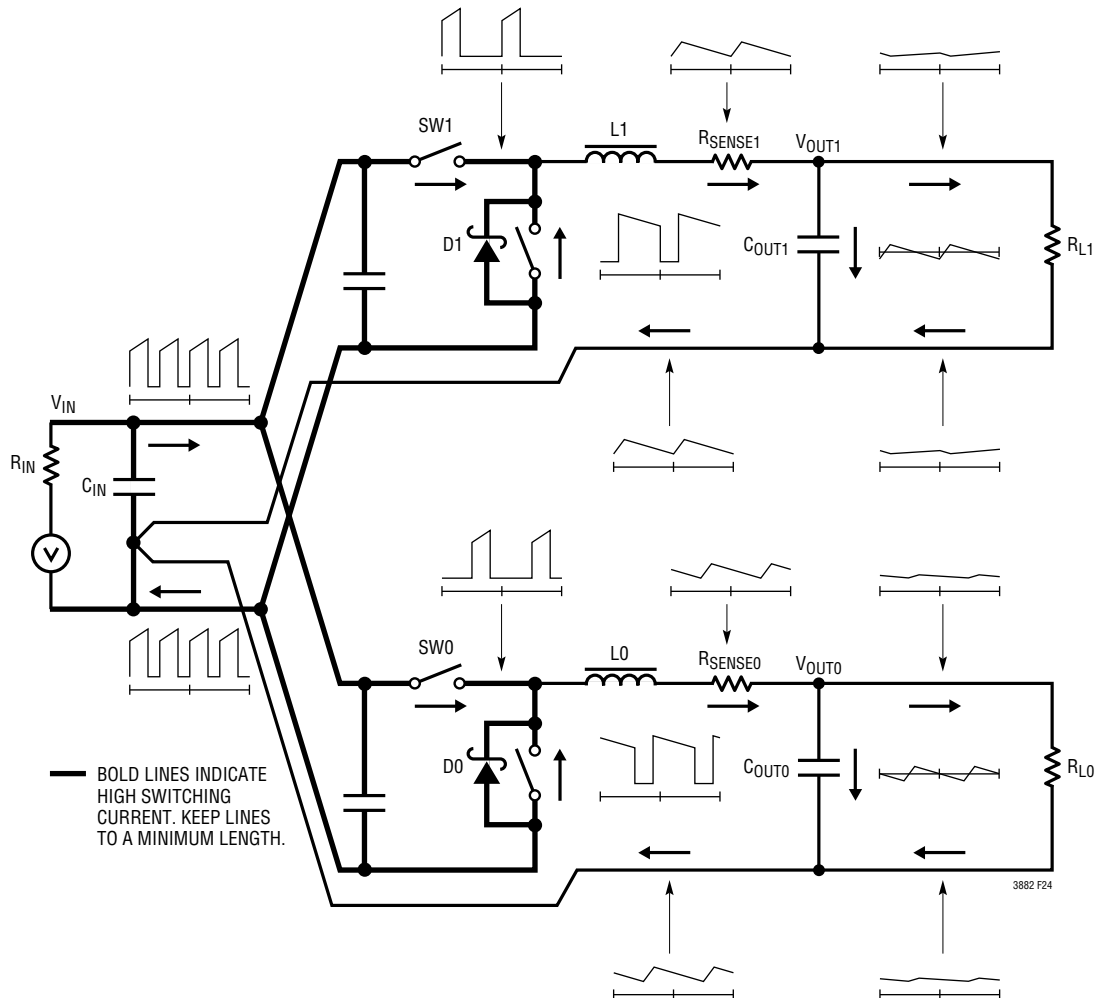 SW1
L1
RSENSE1
VOUT1
D1
COUT1
RL1
VIN
RIN
CIN
V
SW0
L0
RSENSE0
VOUT0
D0
COUT0
RL0
BOLD LINES INDICATE
HIGH SWITCHING
CURRENT. KEEP LINES
TO A MINIMUM LENGTH.
3882 F24